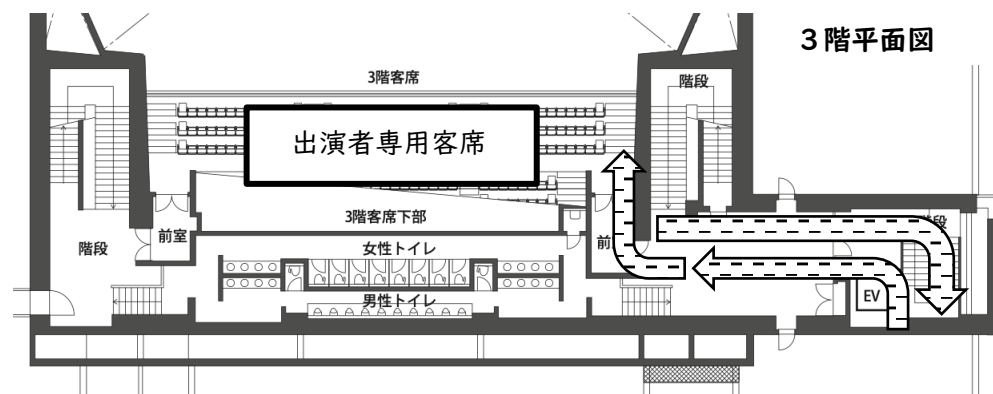 3階平面図
3階客席
階段
出演者専用客席
3階客席下部
階段
前室
前
段
女性トイレ
男性トイレ
EV